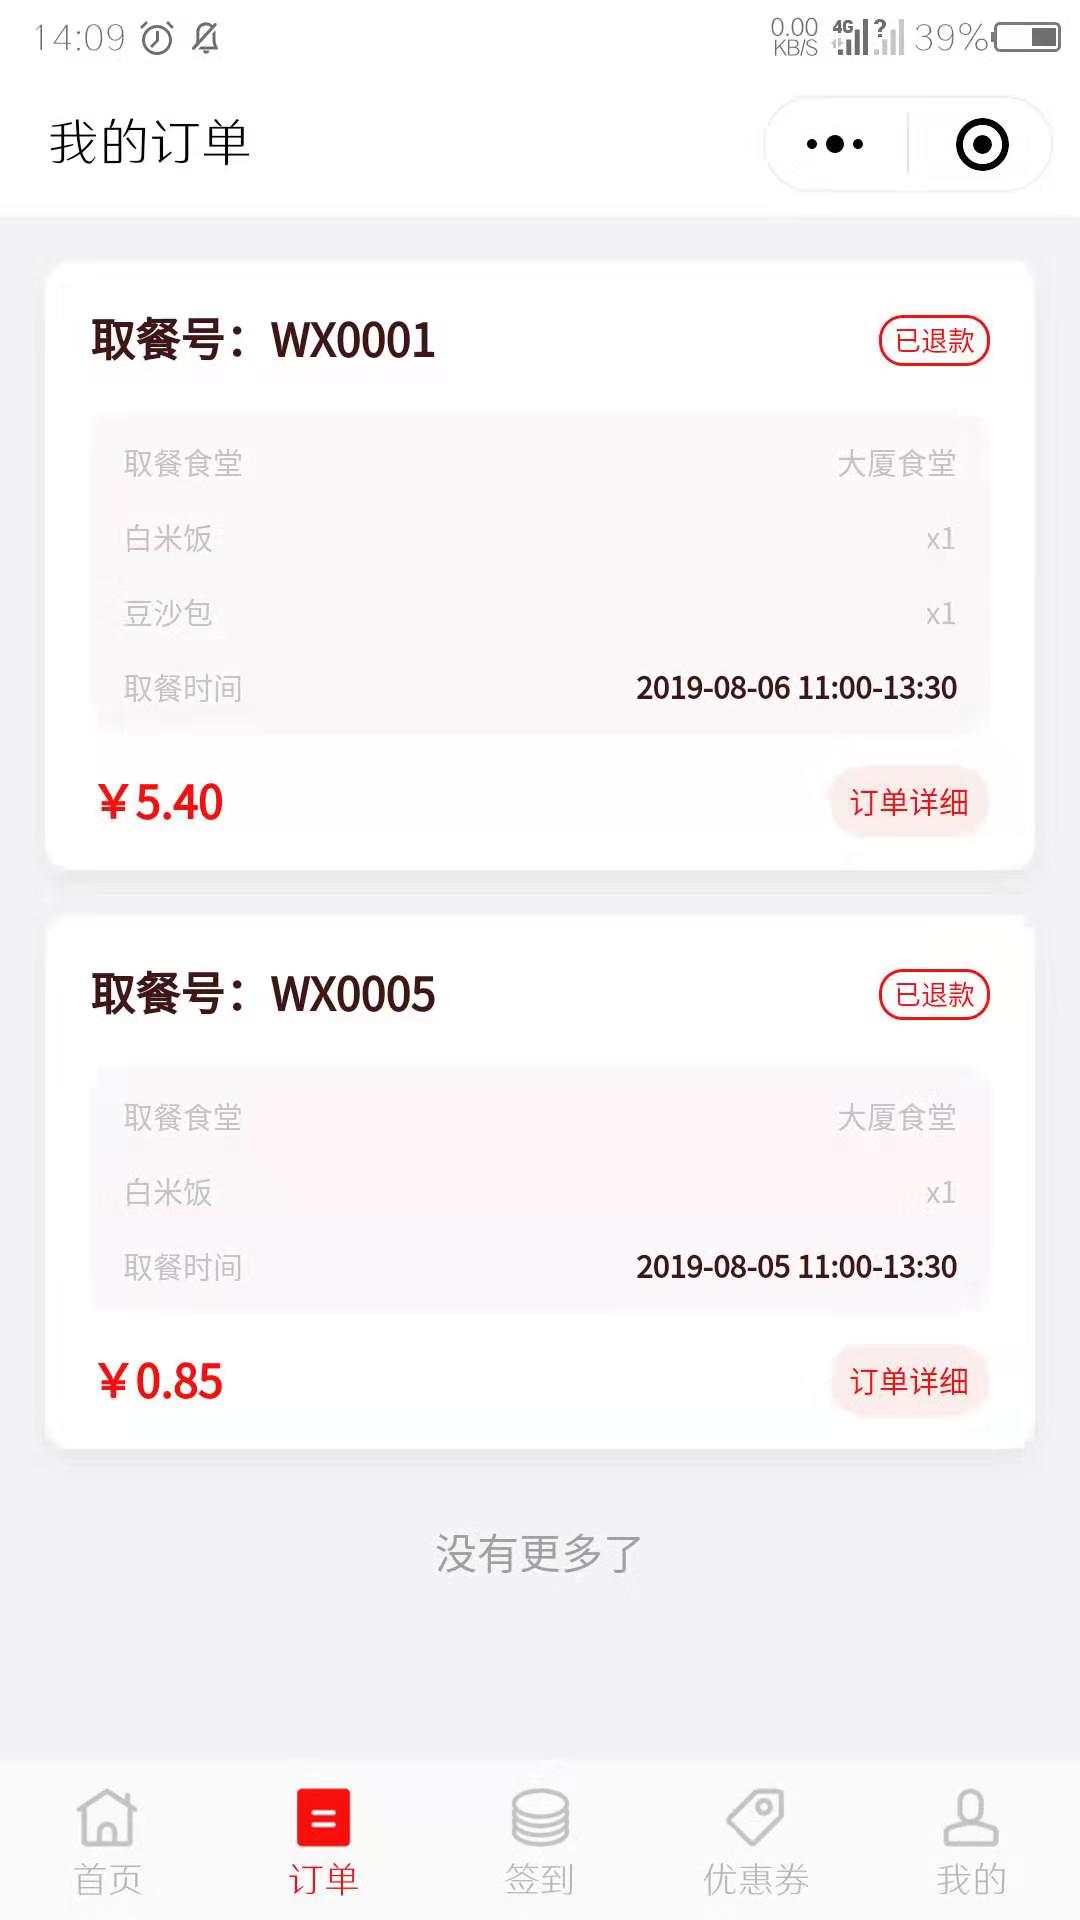 14:09 0.00 KB/S 4G ? 39%
我的订单
取餐号：WX0001 已退款
取餐食堂 大厦食堂
白米饭 x1
豆沙包 x1
取餐时间 2019-08-06 11:00-13:30
￥5.40 订单详细
取餐号：WX0005 已退款
取餐食堂 大厦食堂
白米饭 x1
取餐时间 2019-08-05 11:00-13:30
￥0.85 订单详细
没有更多了
首页 订单 签到 优惠券 我的